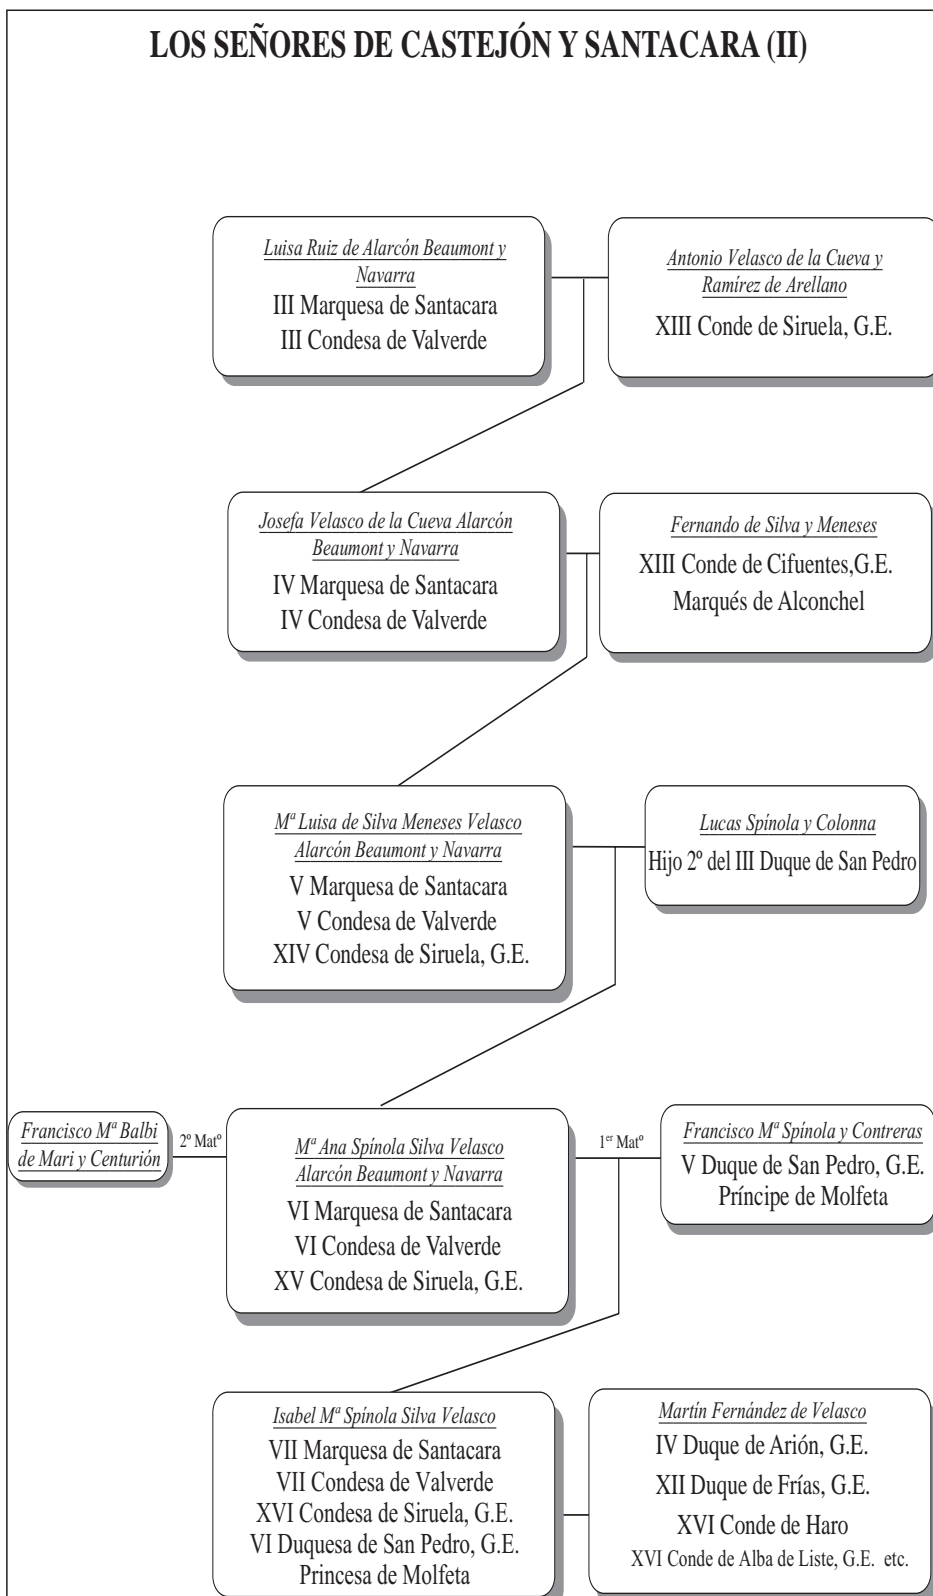 LOS SEÑORES DE CASTEJÓN Y SANTACARA (II)
Luisa Ruiz de Alarcón Beaumont y
Navarra
III Marquesa de Santacara
III Condesa de Valverde
Antonio Velasco de la Cueva y
Ramírez de Arellano
XIII Conde de Siruela, G.E.
Josefa Velasco de la Cueva Alarcón
Beaumont y Navarra
IV Marquesa de Santacara
IV Condesa de Valverde
Fernando de Silva y Meneses
XIII Conde de Cifuentes,G.E.
Marqués de Alconchel
Mª Luisa de Silva Meneses Velasco
Alarcón Beaumont y Navarra
V Marquesa de Santacara
V Condesa de Valverde
XIV Condesa de Siruela, G.E.
Lucas Spínola y Colonna
Hijo 2º del III Duque de San Pedro
Francisco Mª Balbi
de Mari y Centurión
2º Matº
Mª Ana Spínola Silva Velasco
Alarcón Beaumont y Navarra
VI Marquesa de Santacara
VI Condesa de Valverde
XV Condesa de Siruela, G.E.
1er Matº
Francisco Mª Spínola y Contreras
V Duque de San Pedro, G.E.
Príncipe de Molfeta
Isabel Mª Spínola Silva Velasco
VII Marquesa de Santacara
VII Condesa de Valverde
XVI Condesa de Siruela, G.E.
VI Duquesa de San Pedro, G.E.
Princesa de Molfeta
Martín Fernández de Velasco
IV Duque de Arión, G.E.
XII Duque de Frías, G.E.
XVI Conde de Haro
XVI Conde de Alba de Liste, G.E. etc.